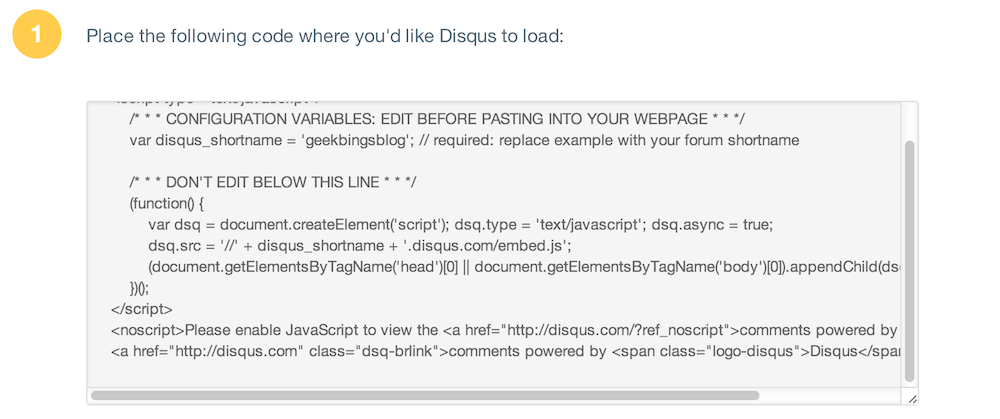 1
Place the following code where you'd like Disqus to load:
/* * * CONFIGURATION VARIABLES: EDIT BEFORE PASTING INTO YOUR WEBPAGE * * */
var disqus_shortname = 'geekbingsblog'; // required: replace example with your forum shortname
/* * * DON'T EDIT BELOW THIS LINE * * */
(function() {
var dsq = document.createElement('script'); dsq.type = 'text/javascript'; dsq.async = true;
dsq.src = '//' + disqus_shortname + '.disqus.com/embed.js';
(document.getElementsByTagName('head')[0] || document.getElementsByTagName('body')[0]).appendChild(ds
})();
</script>
<noscript>Please enable JavaScript to view the <a href="http://disqus.com/?ref_noscript">comments powered by
<a href="http://disqus.com" class="dsq-brlink">comments powered by <span class="logo-disqus">Disqus</spa